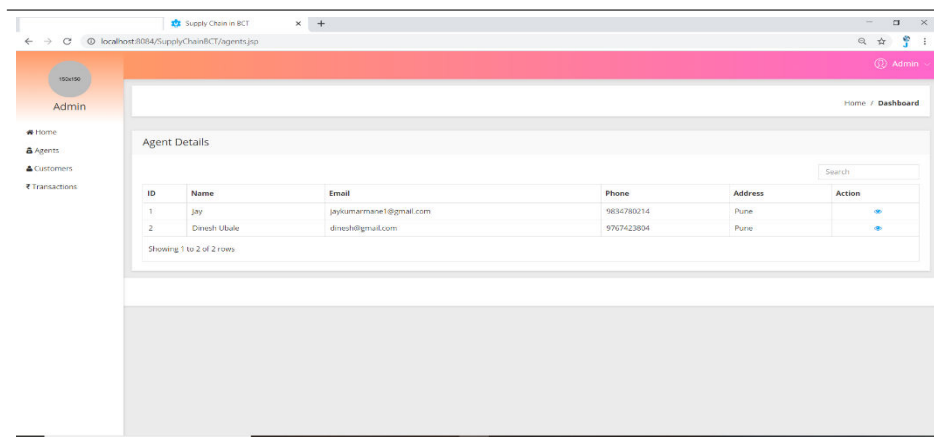 Supply Chain in BCT
localhost:8084/SupplyChainBCT/agents.jsp
150x150
Admin
Admin
Home / Dashboard
Home
Agents
Customers
₹ Transactions
Agent Details
Search
ID Name Email Phone Address Action
1 Jay jaykumarmane1@gmail.com 9834780214 Pune
2 Dinesh Ubale dinesh@gmail.com 9767423804 Pune
Showing 1 to 2 of 2 rows